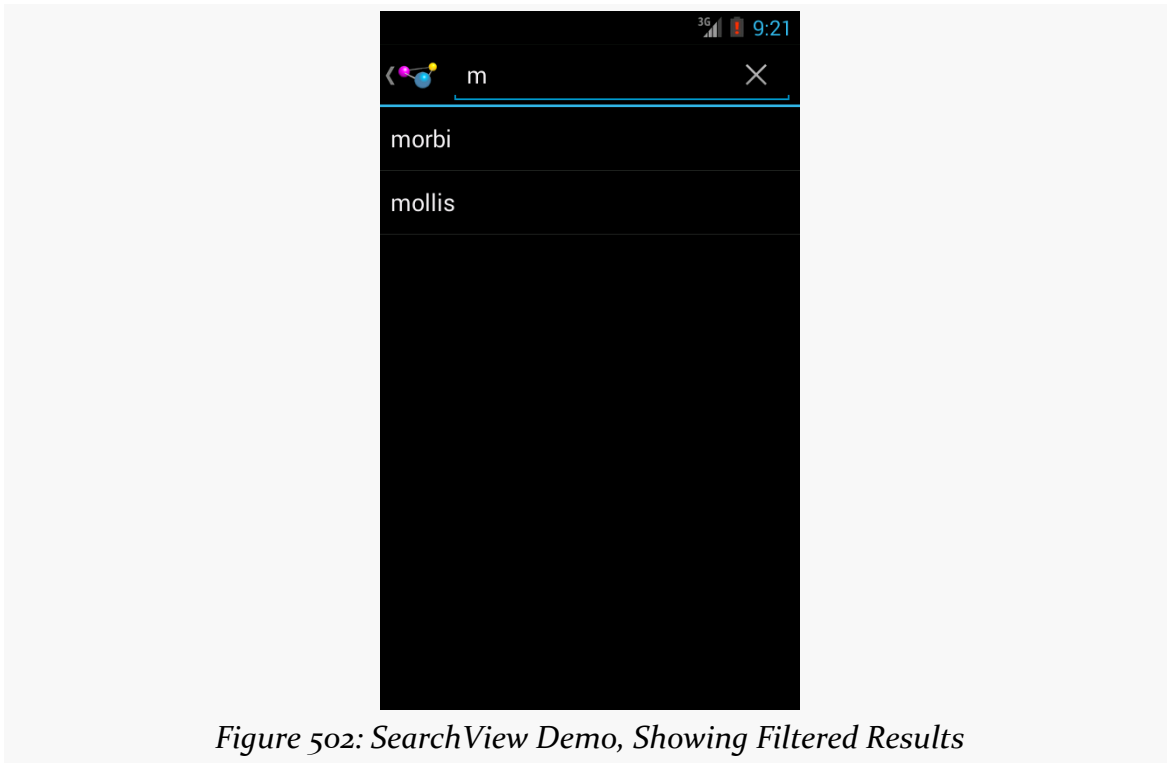 3G 9:21
m
morbi
mollis
Figure 502: SearchView Demo, Showing Filtered Results